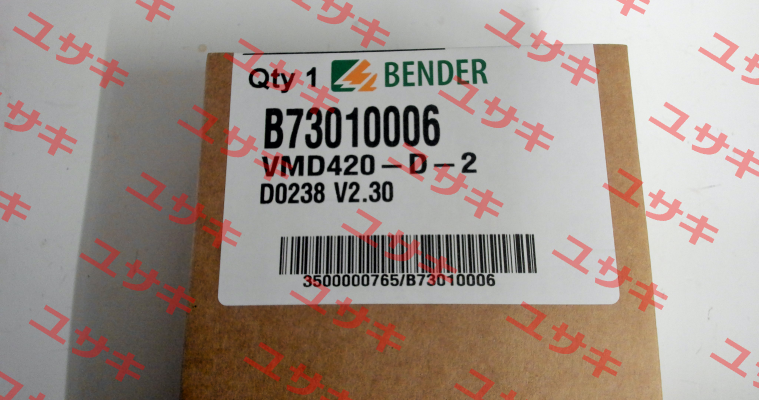 Qty 1 BENDER
B73010006
VMD420-D-2
D0238 V2.30
3500000765/B73010006
ユサキ